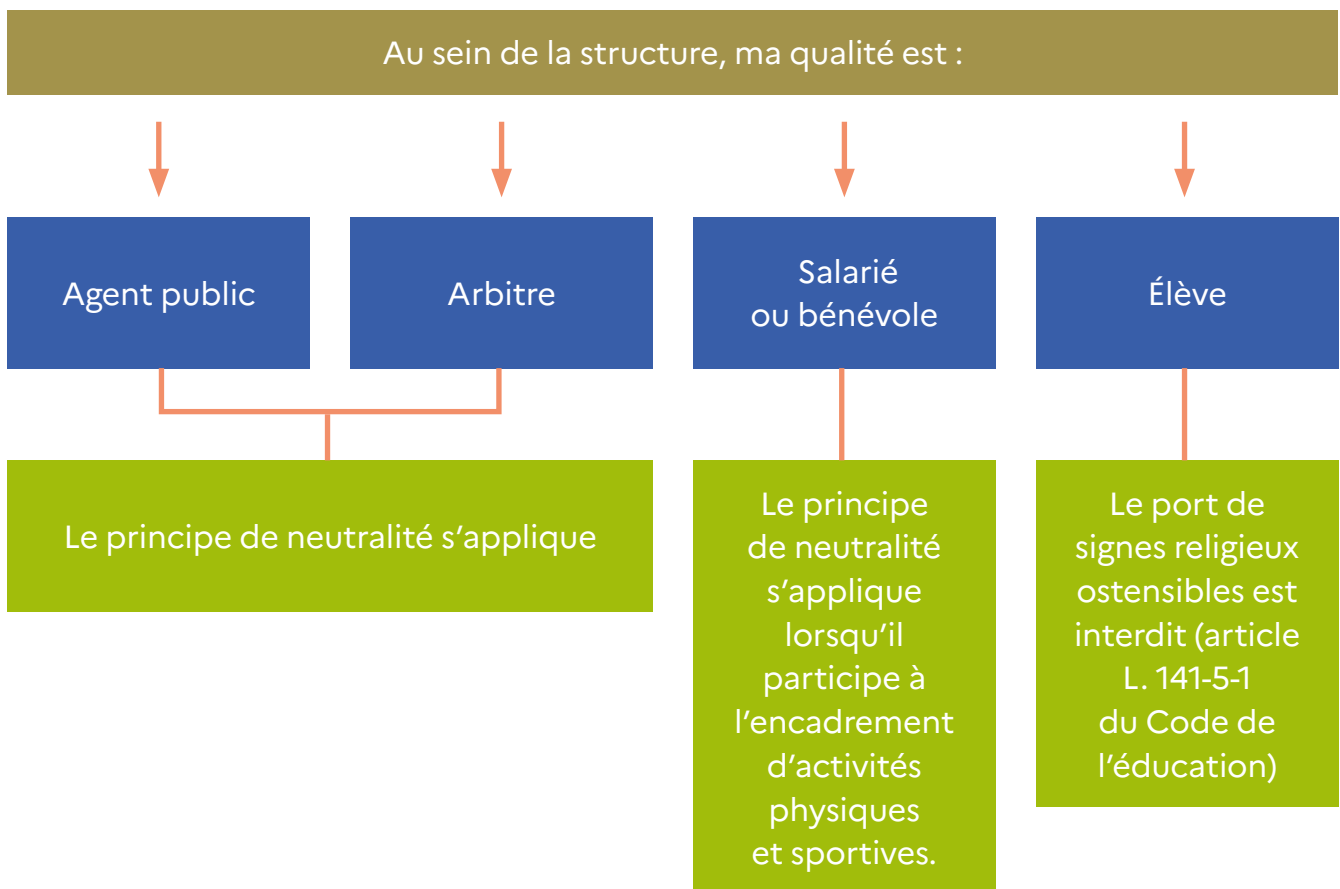 Au sein de la structure, ma qualité est :
Agent public
Arbitre
Salarié
ou bénévole
Élève
Le principe de neutralité s’applique
Le principe
de neutralité
s’applique
lorsqu’il
participe à
l’encadrement
d’activités
physiques
et sportives.
Le port de
signes religieux
ostensibles est
interdit (article
L. 141-5-1
du Code de
l’éducation)